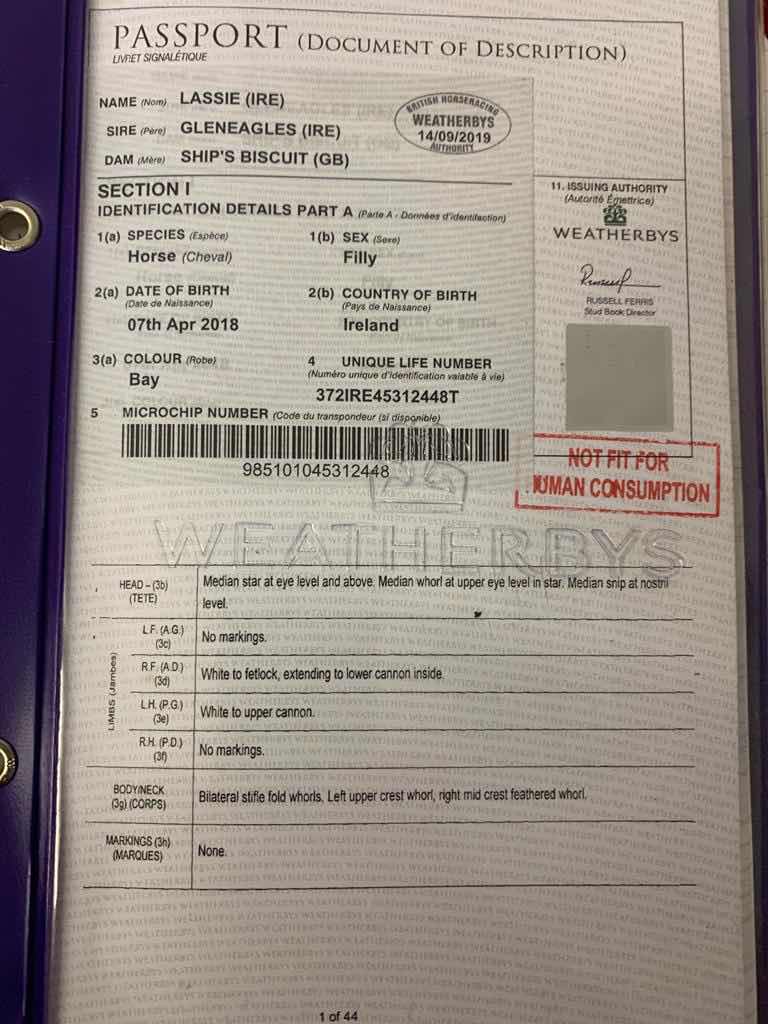 PASSPORT (DOCUMENT OF DESCRIPTION)
LIVRET SIGNALÉTIQUE
NAME (Nom) LASSIE (IRE)
SIRE (Père) GLENEAGLES (IRE)
DAM (Mère) SHIP'S BISCUIT (GB)
BRITISH HORSERACING
WEATHERBYS
14/09/2019
AUTHORITY
SECTION I
IDENTIFICATION DETAILS PART A (Parte A - Données d'identifaction)
1(a) SPECIES (Espèce) 1(b) SEX (Sexe)
Horse (Cheval) Filly
2(a) DATE OF BIRTH 2(b) COUNTRY OF BIRTH
(Date de Naissance) (Pays de Naissance)
07th Apr 2018 Ireland
3(a) COLOUR (Robe) 4 UNIQUE LIFE NUMBER
(Numéro unique d'identification valable à vie)
Bay 372IRE45312448T
5 MICROCHIP NUMBER (Code du transpondeur (si disponible)
985101045312448
11. ISSUING AUTHORITY
(Autorité Émettrice)
WEATHERBYS
RUSSELL FERRIS
Stud Book Director
NOT FIT FOR
HUMAN CONSUMPTION
WEATHERBYS
HEAD – (3b) (TETE) Median star at eye level and above. Median whorl at upper eye level in star. Median snip at nostril
level.
LIMBS (Jambes)
L.F. (A.G.) (3c) No markings.
R.F. (A.D.) (3d) White to fetlock, extending to lower cannon inside.
L.H. (P.G.) (3e) White to upper cannon.
R.H. (P.D.) (3f) No markings.
BODY/NECK (3g) (CORPS) Bilateral stifle fold whorls. Left upper crest whorl, right mid crest feathered whorl.
MARKINGS (3h) (MARQUES) None.
1 of 44